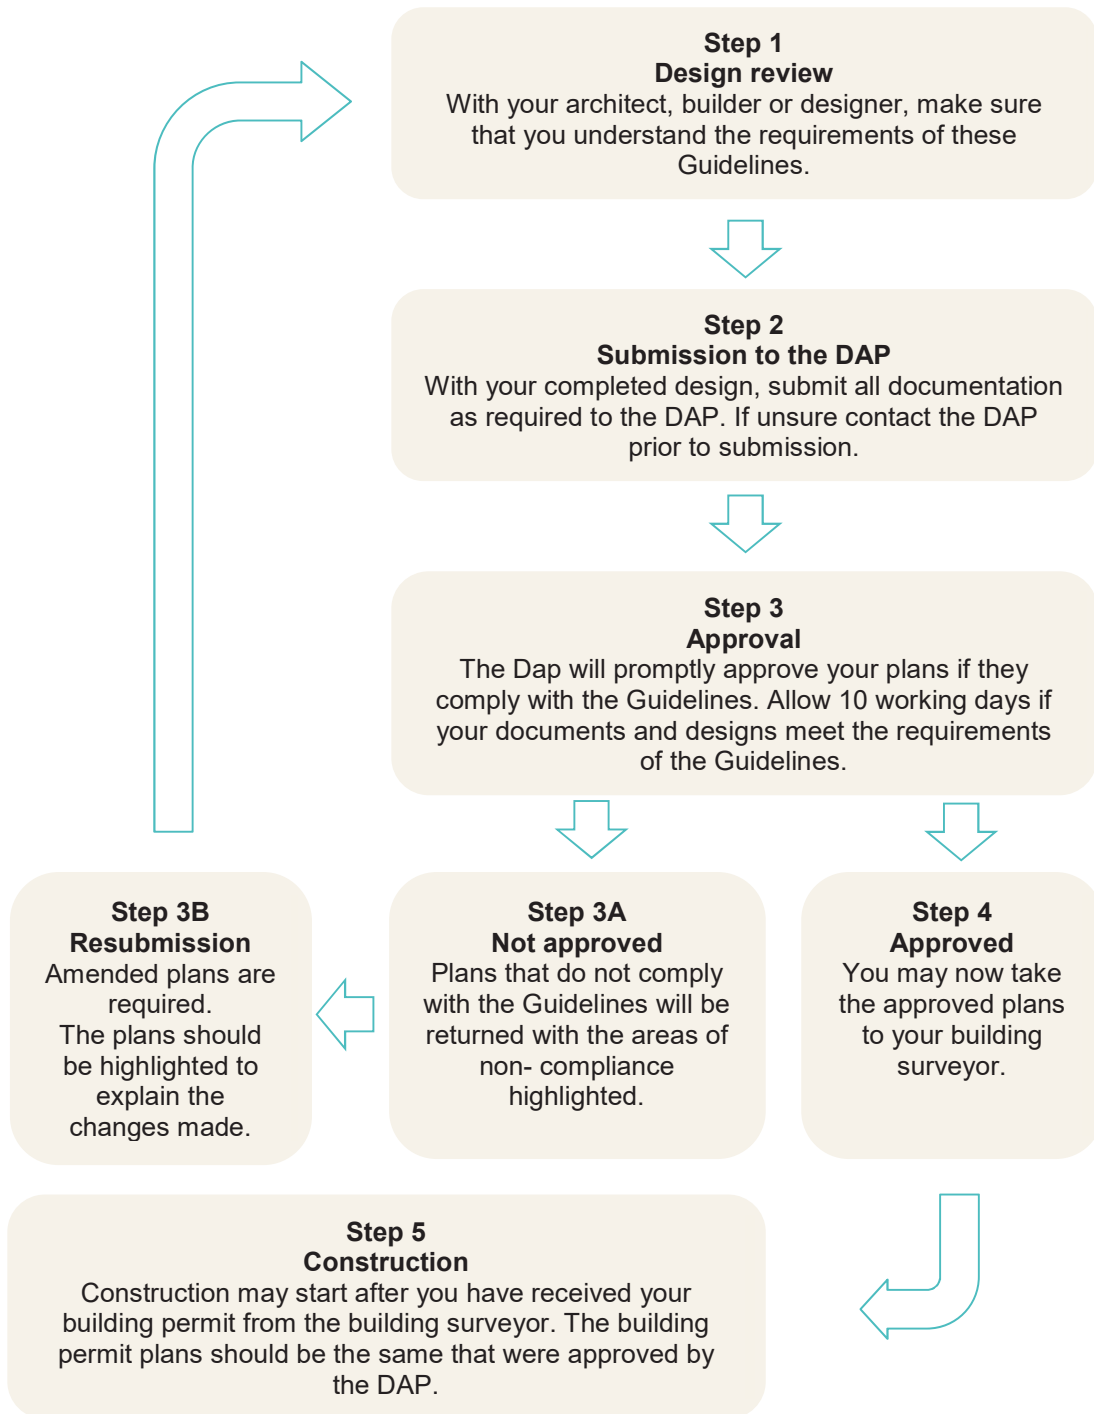 Step 1
Design review
With your architect, builder or designer, make sure
that you understand the requirements of these
Guidelines.
Step 2
Submission to the DAP
With your completed design, submit all documentation
as required to the DAP. If unsure contact the DAP
prior to submission.
Step 3
Approval
The Dap will promptly approve your plans if they
comply with the Guidelines. Allow 10 working days if
your documents and designs meet the requirements
of the Guidelines.
Step 3B
Resubmission
Amended plans are
required.
The plans should
be highlighted to
explain the
changes made.
Step 3A
Not approved
Plans that do not comply
with the Guidelines will be
returned with the areas of
non- compliance
highlighted.
Step 4
Approved
You may now take
the approved plans
to your building
surveyor.
Step 5
Construction
Construction may start after you have received your
building permit from the building surveyor. The building
permit plans should be the same that were approved by
the DAP.